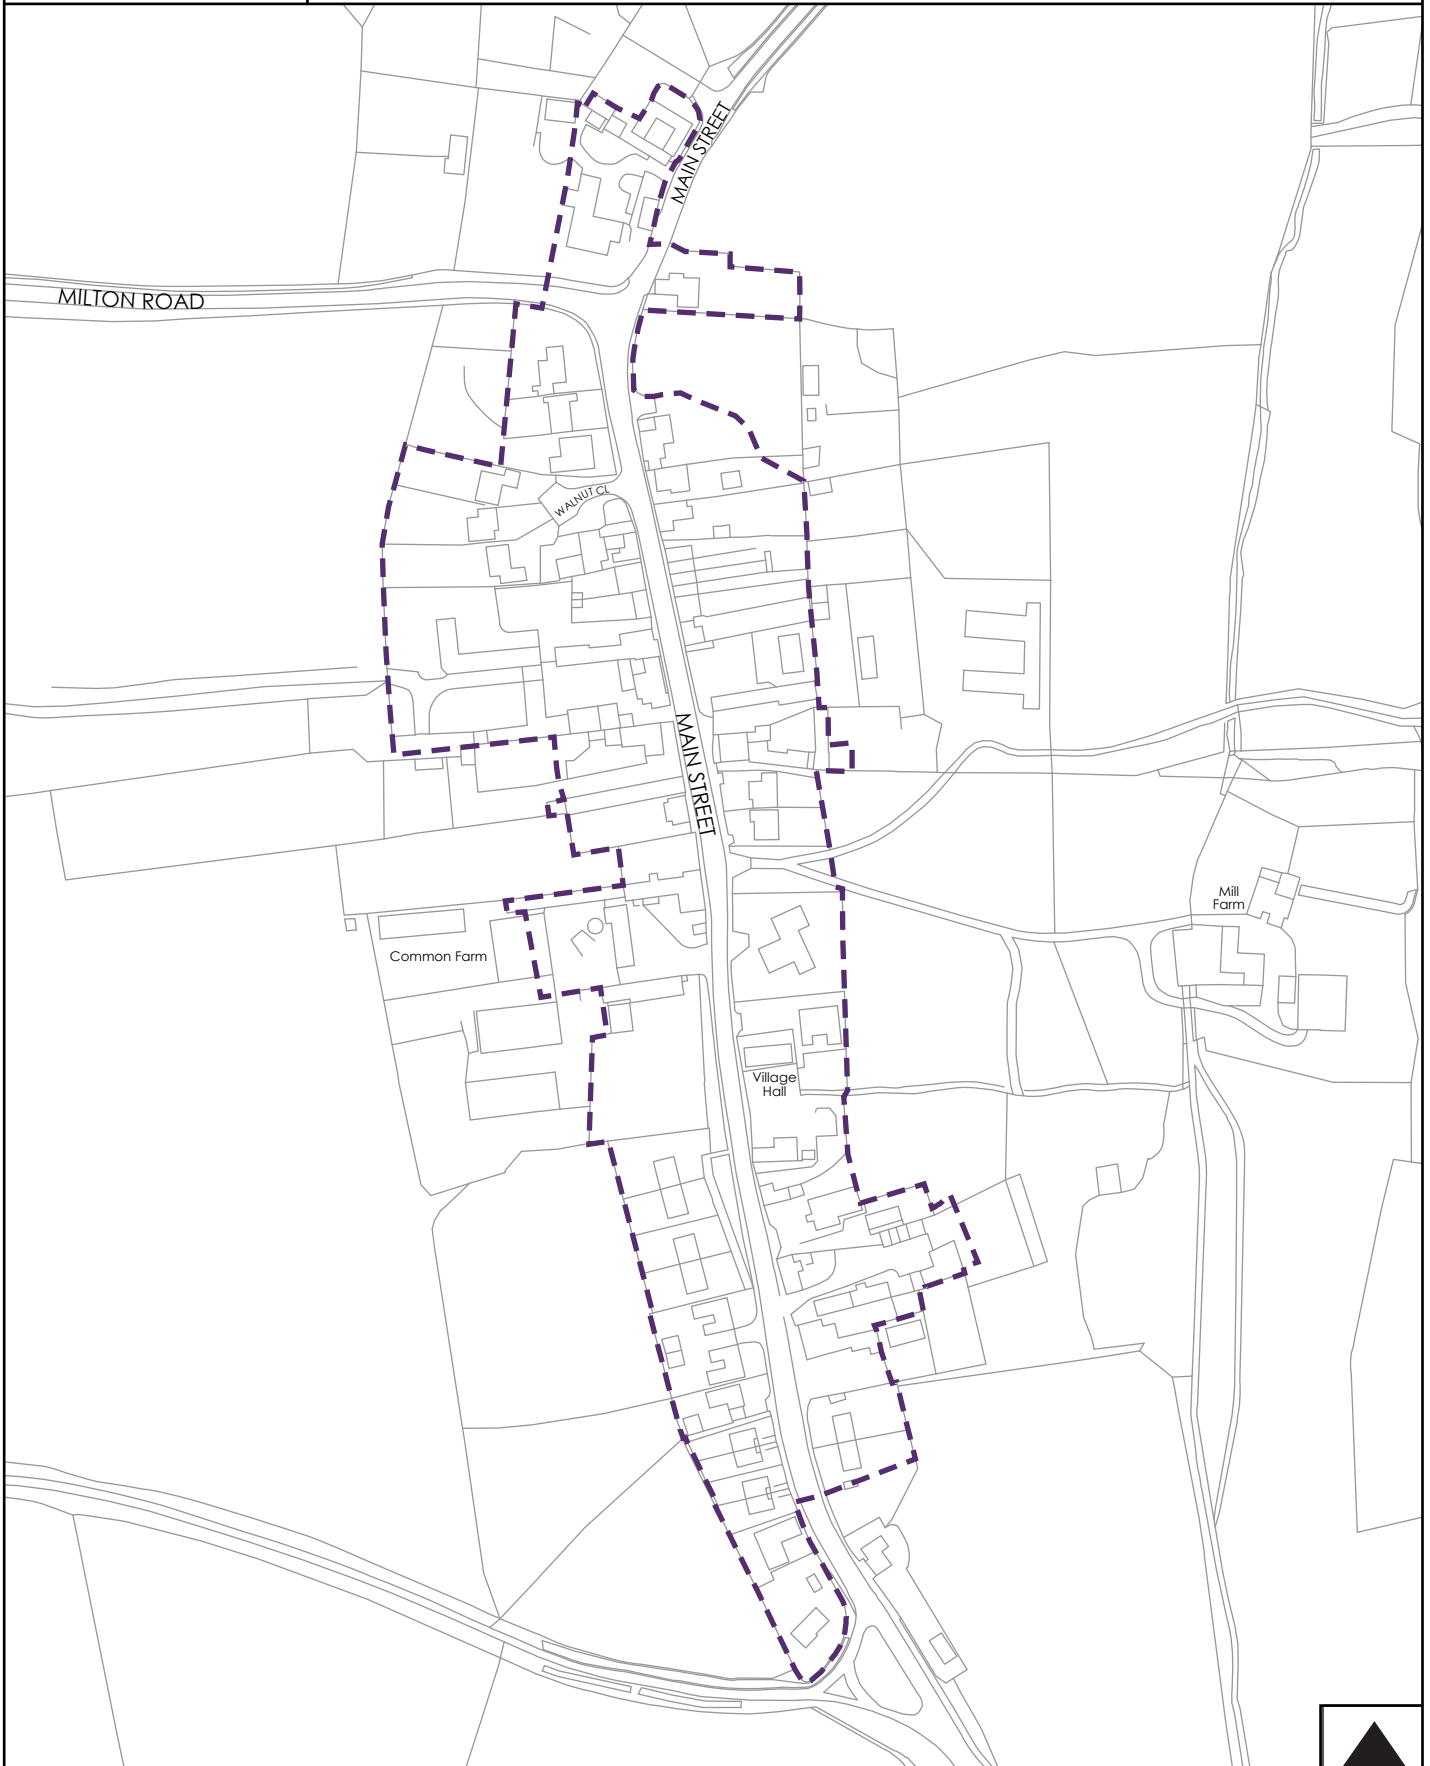 MAIN STREET
MILTON ROAD
WALNUT CL
MAIN STREET
Mill
Farm
Common Farm
Village
Hall